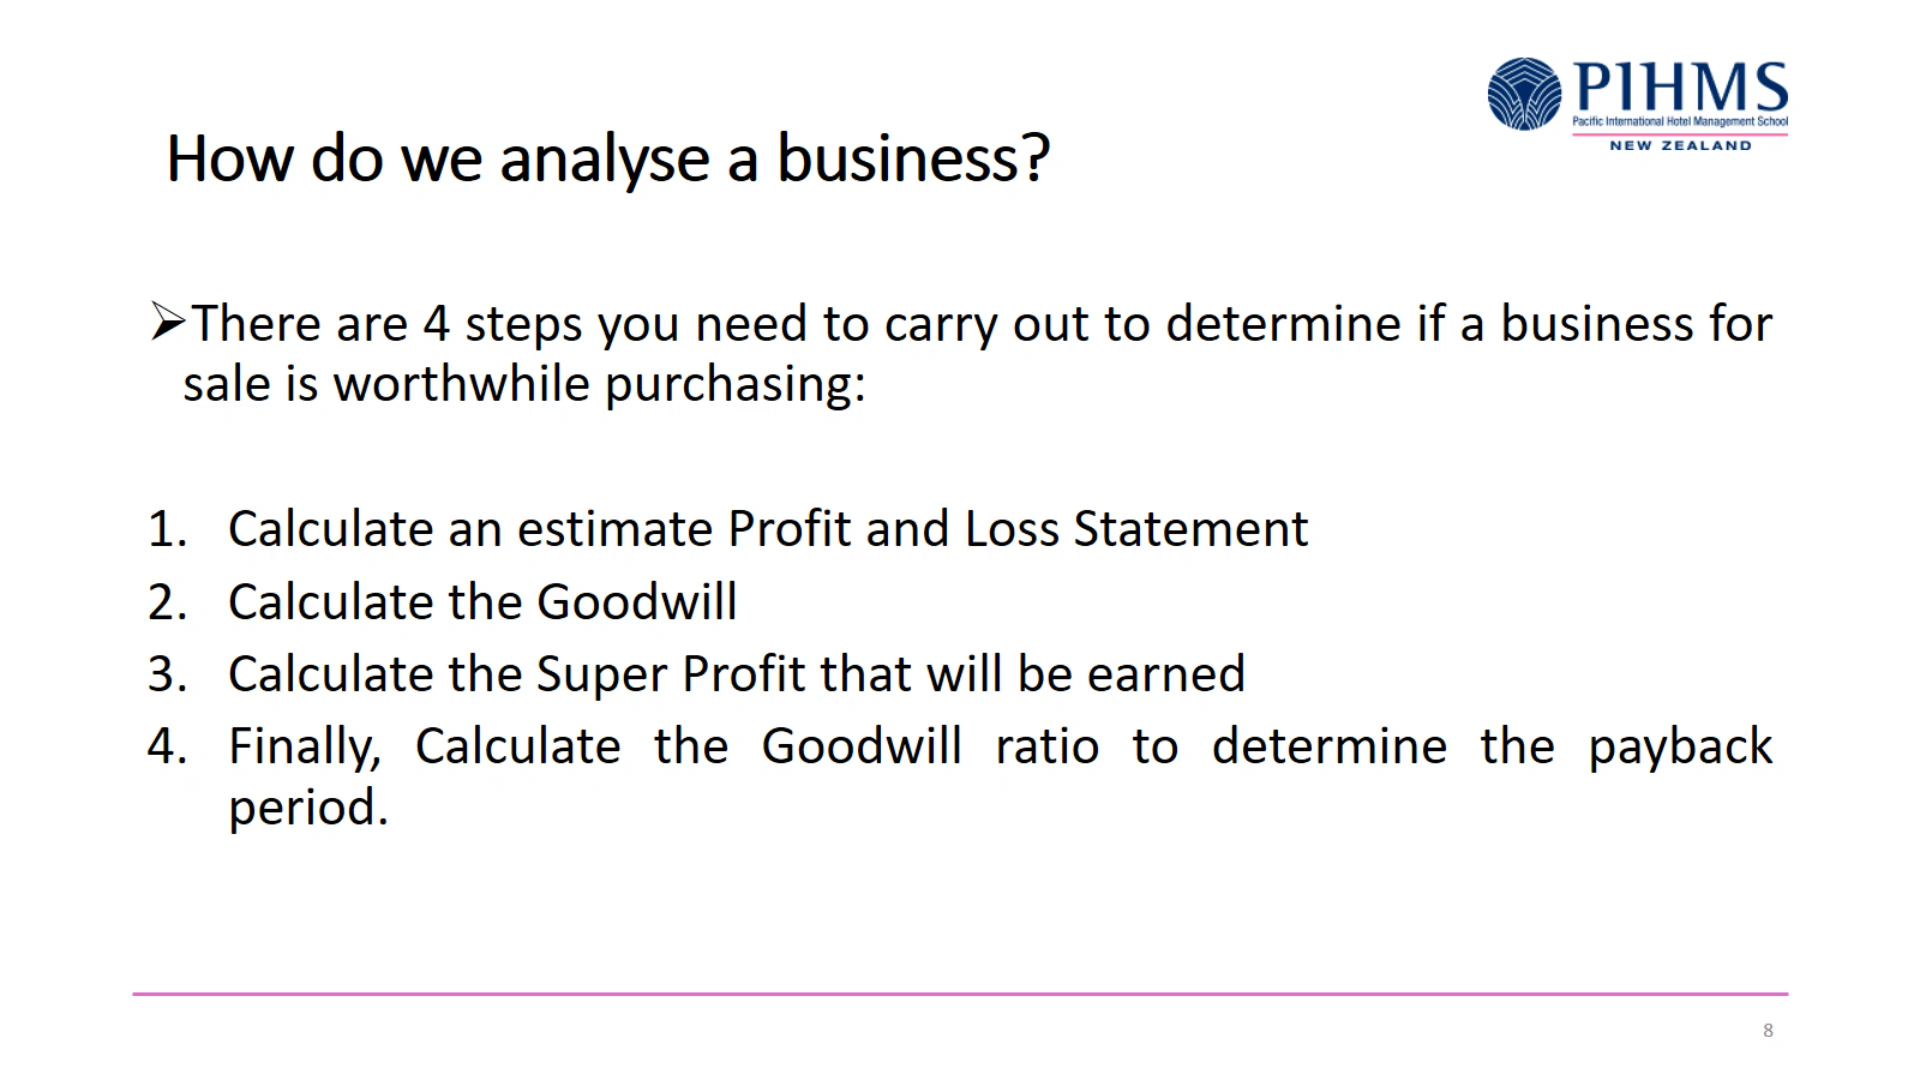 PIHMS
Pacific International Hotel Management School
NEW ZEALAND
How do we analyse a business?
➢There are 4 steps you need to carry out to determine if a business for
sale is worthwhile purchasing:
1. Calculate an estimate Profit and Loss Statement
2. Calculate the Goodwill
3. Calculate the Super Profit that will be earned
4. Finally, Calculate the Goodwill ratio to determine the payback
period.
8